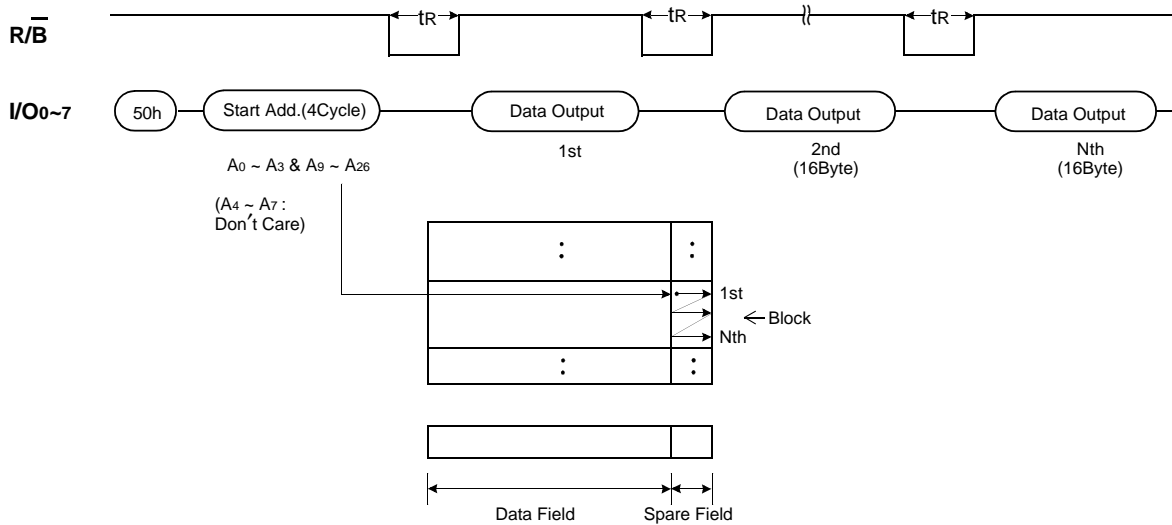 tR tR tR
R/B
I/O0~7
50h Start Add.(4Cycle) Data Output Data Output Data Output
A0 ~ A3 & A9 ~ A26
1st
2nd
(16Byte)
Nth
(16Byte)
(A4 ~ A7 :
Don't Care)
1st
Block
Nth
Data Field Spare Field